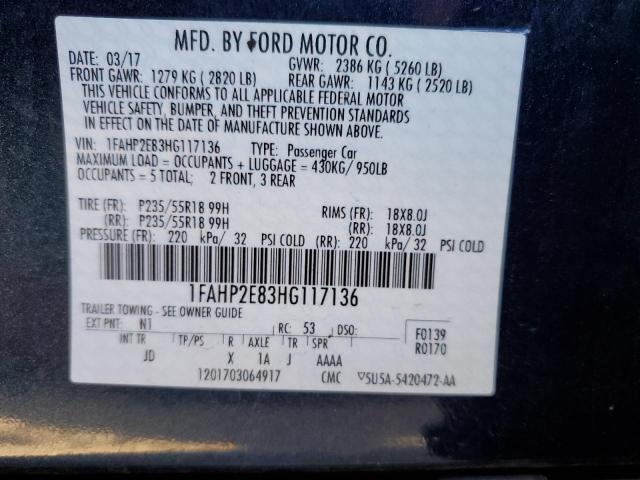 MFD. BY FORD MOTOR CO.
DATE: 03/17 GVWR: 2386 KG ( 5260 LB)
FRONT GAWR: 1279 KG ( 2820 LB) REAR GAWR: 1143 KG ( 2520 LB)
THIS VEHICLE CONFORMS TO ALL APPLICABLE FEDERAL MOTOR
VEHICLE SAFETY, BUMPER, AND THEFT PREVENTION STANDARDS
IN EFFECT ON THE DATE OF MANUFACTURE SHOWN ABOVE.
VIN: 1FAHP2E83HG117136 TYPE: Passenger Car
MAXIMUM LOAD = OCCUPANTS + LUGGAGE = 430KG/ 950LB
OCCUPANTS = 5 TOTAL; 2 FRONT, 3 REAR
TIRE (FR): P235/55R18 99H RIMS (FR): 18X8.0J
(RR): P235/55R18 99H (RR): 18X8.0J
PRESSURE (FR): 220 kPa/ 32 PSI COLD (RR): 220 kPa/ 32 PSI COLD
1FAHP2E83HG117136
TRAILER TOWING - SEE OWNER GUIDE
EXT PNT: N1 RC: 53 DSO: F0139
INT TR TP/PS R AXLE TR SPR R0170
JD X 1A J AAAA
1201703064917 CMC 5U5A-5420472-AA